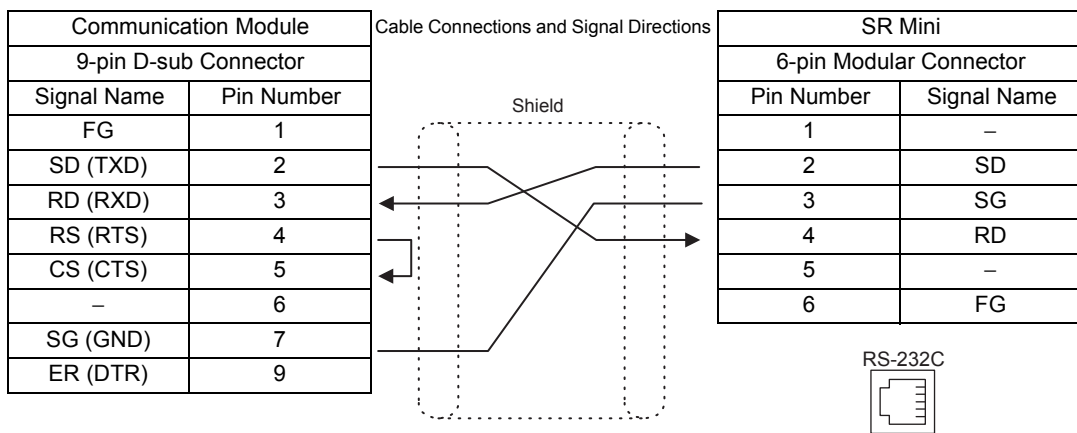 Communication Module
Cable Connections and Signal Directions
SR Mini
9-pin D-sub Connector
6-pin Modular Connector
Signal Name Pin Number
Shield
Pin Number Signal Name
FG 1
1 –
SD (TXD) 2
2 SD
RD (RXD) 3
3 SG
RS (RTS) 4
4 RD
CS (CTS) 5
5 –
– 6
6 FG
SG (GND) 7
ER (DTR) 9
RS-232C